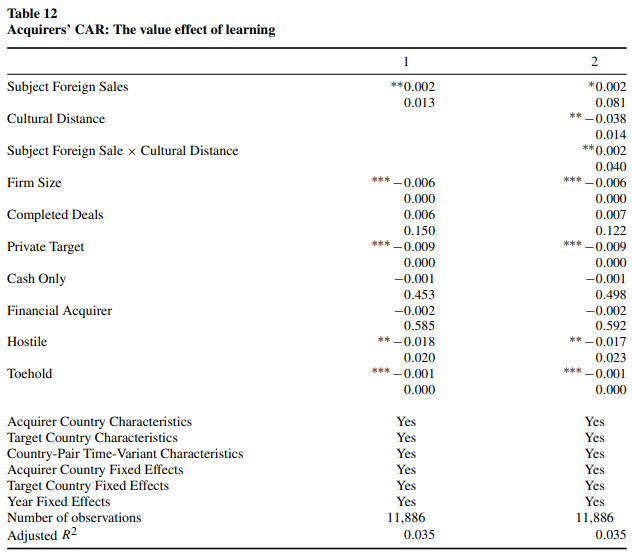 Table 12
Acquirers' CAR: The value effect of learning
1 2
Subject Foreign Sales **0.002 *0.002
0.013 0.081
Cultural Distance **−0.038
0.014
Subject Foreign Sale × Cultural Distance **0.002
0.040
Firm Size ***−0.006 ***−0.006
0.000 0.000
Completed Deals 0.006 0.007
0.150 0.122
Private Target ***−0.009 ***−0.009
0.000 0.000
Cash Only −0.001 −0.001
0.453 0.498
Financial Acquirer −0.002 −0.002
0.585 0.592
Hostile **−0.018 **−0.017
0.020 0.023
Toehold ***−0.001 ***−0.001
0.000 0.000
Acquirer Country Characteristics Yes Yes
Target Country Characteristics Yes Yes
Country-Pair Time-Variant Characteristics Yes Yes
Acquirer Country Fixed Effects Yes Yes
Target Country Fixed Effects Yes Yes
Year Fixed Effects Yes Yes
Number of observations 11,886 11,886
Adjusted R2 0.035 0.035